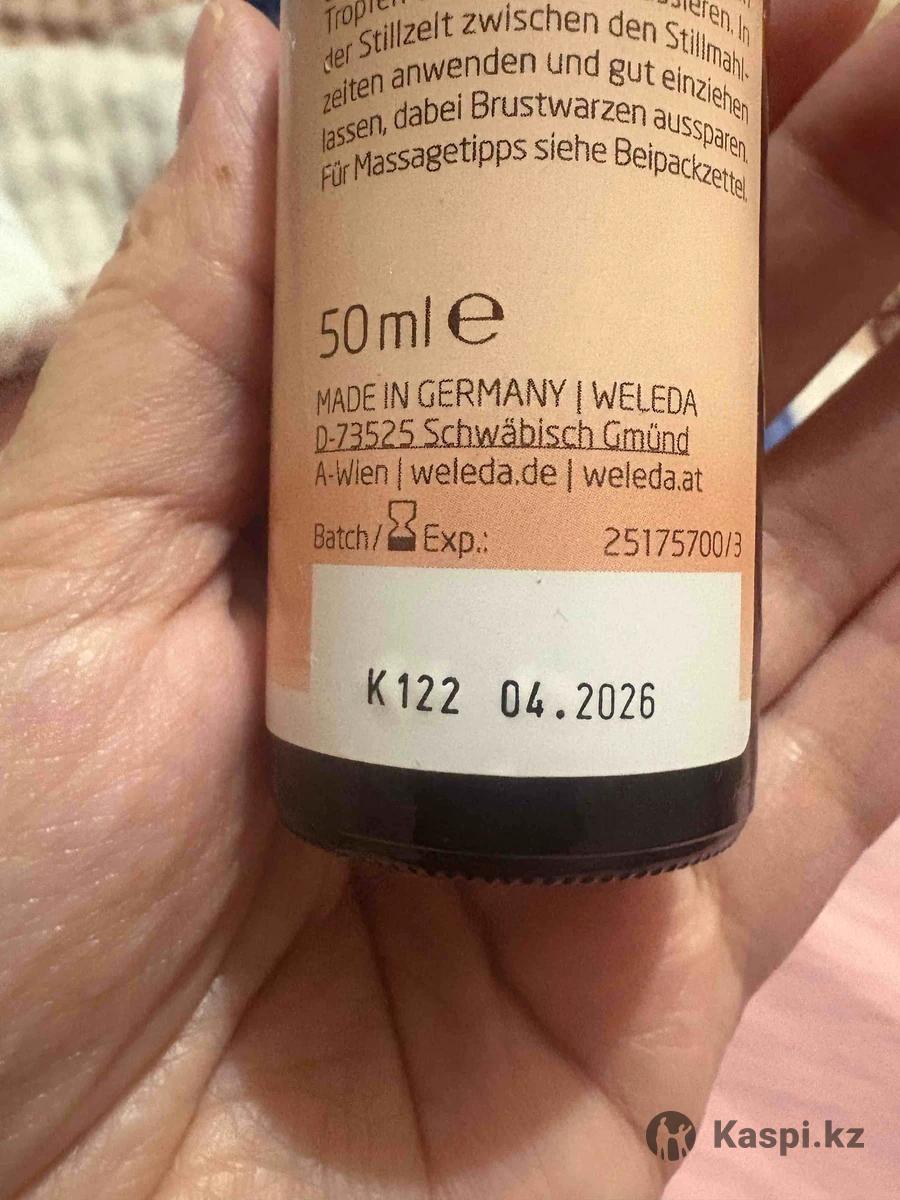 der Stillzeit zwischen den Stillmahl-
zeiten anwenden und gut einziehen
lassen, dabei Brustwarzen aussparen.
Für Massagetipps siehe Beipackzettel.
50 ml e
MADE IN GERMANY | WELEDA
D-73525 Schwäbisch Gmünd
A-Wien | weleda.de | weleda.at
Batch/ Exp.: 25175700/3
K122 04.2026
Kaspi.kz